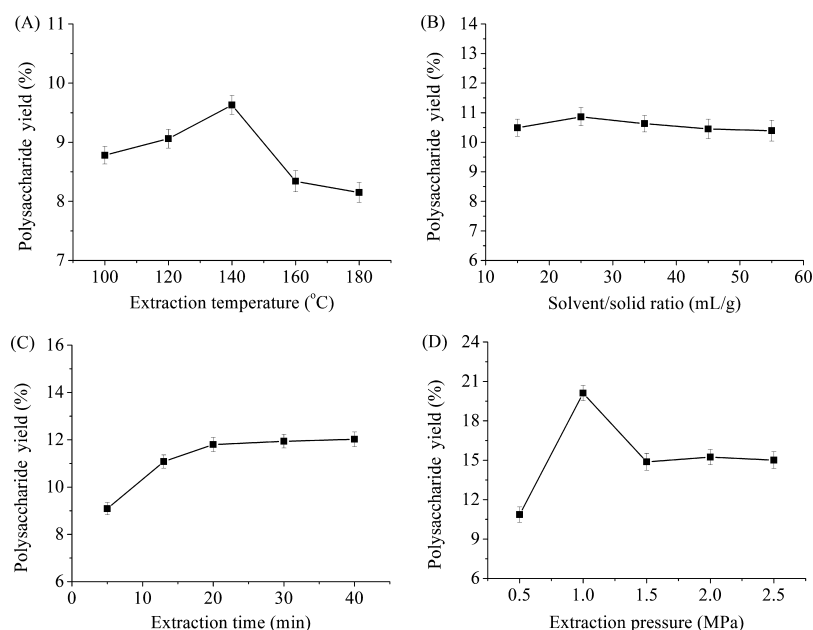 (A)
11
10
9
8
7
Polysaccharide yield (%)
100 120 140 160 180
Extraction temperature (°C)
(B)
14
13
12
11
10
9
8
7
6
Polysaccharide yield (%)
10 20 30 40 50 60
Solvent/solid ratio (mL/g)
(C)
16
14
12
10
8
6
Polysaccharide yield (%)
0 10 20 30 40
Extraction time (min)
(D)
24
21
18
15
12
9
6
Polysaccharide yield (%)
0.5 1.0 1.5 2.0 2.5
Extraction pressure (MPa)